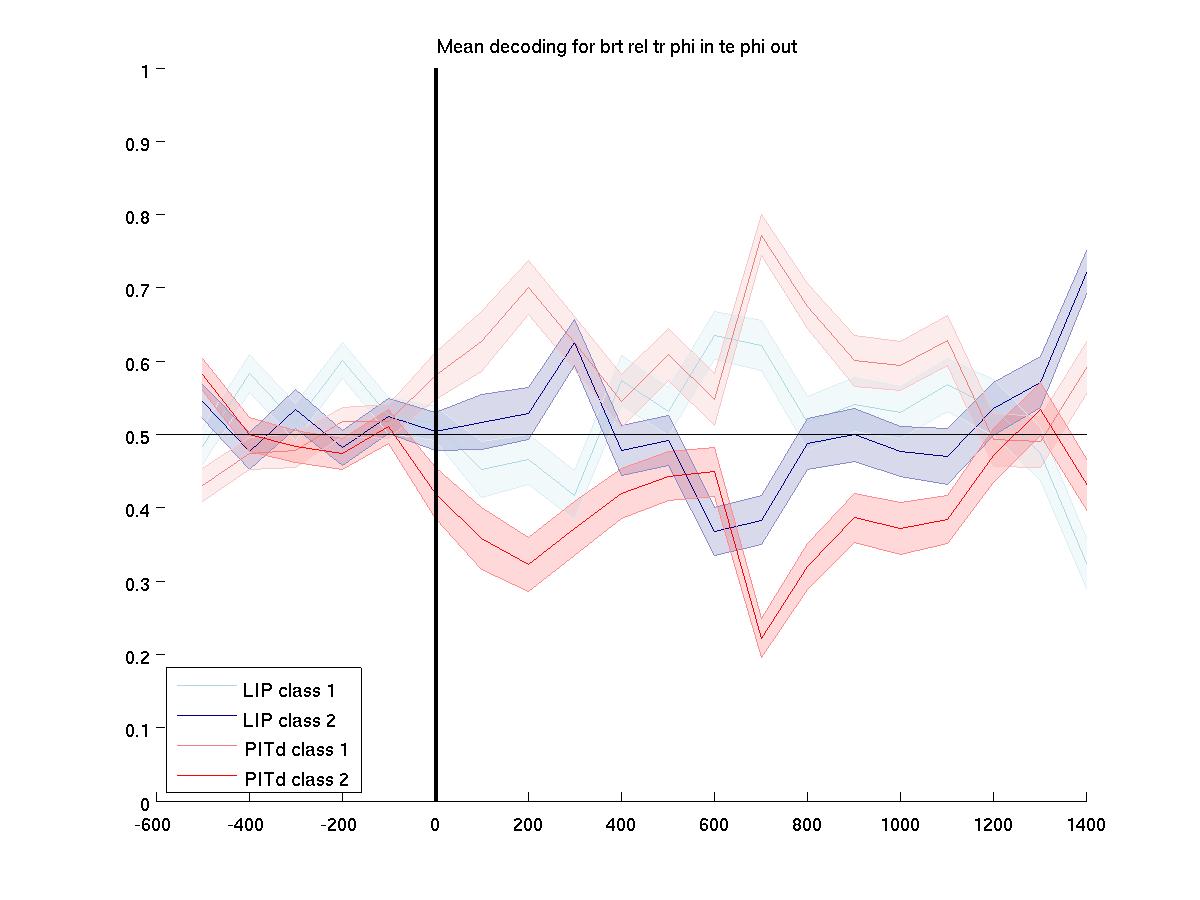 Mean decoding for brt rel tr phi in te phi out
1
0.9
0.8
0.7
0.6
0.5
0.4
0.3
0.2
0.1
0
LIP class 1
LIP class 2
PITd class 1
PITd class 2
-600 -400 -200 0 200 400 600 800 1000 1200 1400